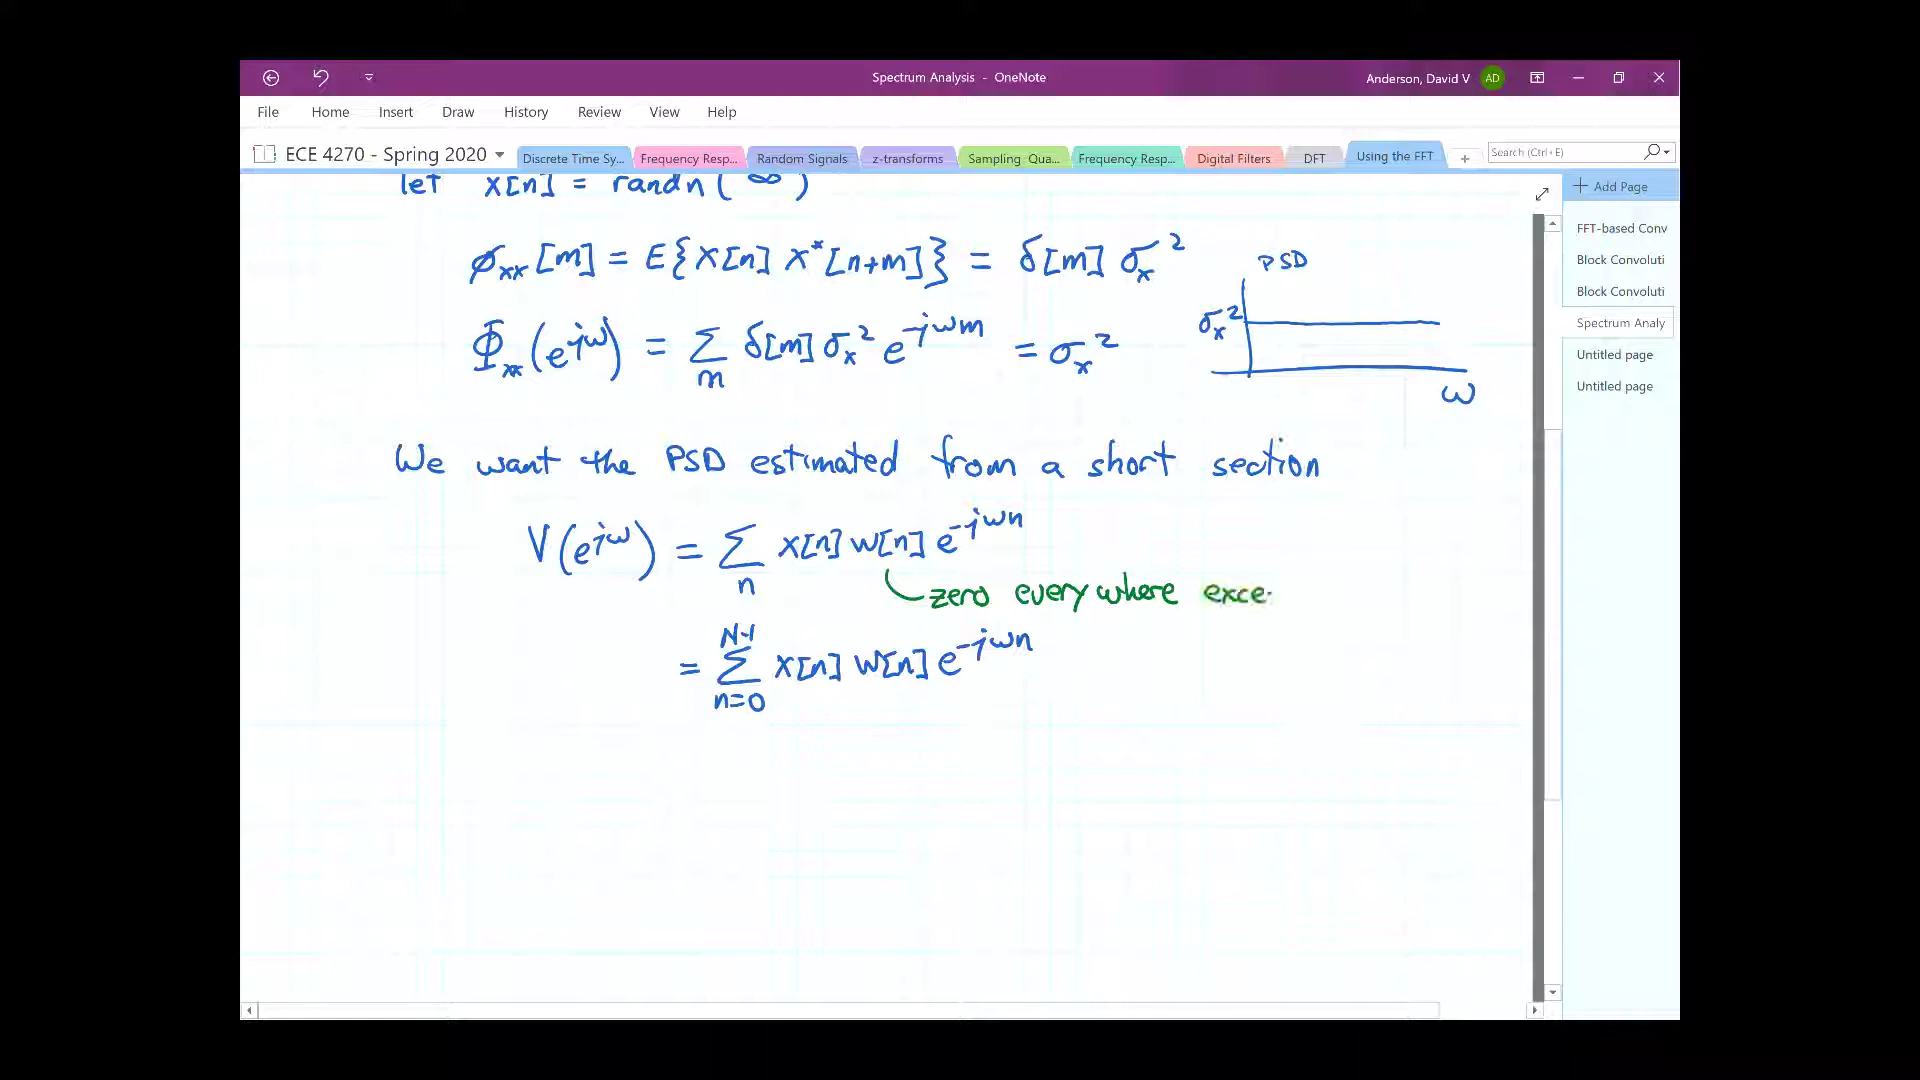 Spectrum Analysis - OneNote
Anderson, David V AD
File Home Insert Draw History Review View Help
ECE 4270 - Spring 2020
Discrete Time Sy... Frequency Resp... Random Signals z-transforms Sampling Qua... Frequency Resp... Digital Filters DFT Using the FFT +
Search (Ctrl+E)
+ Add Page
FFT-based Conv
Block Convoluti
Block Convoluti
Spectrum Analy
Untitled page
Untitled page
let x[n] = randn(∞)
ϕxx[m] = E{x[n] x*[n+m]} = δ[m] σx²
PSD
σx²
ω
Φxx(e^jω) = ∑m δ[m] σx² e^-jωm = σx²
We want the PSD estimated from a short section
V(e^jω) = ∑n x[n] w[n] e^-jωn
zero everywhere exce
= ∑n=0^N-1 x[n] w[n] e^-jωn